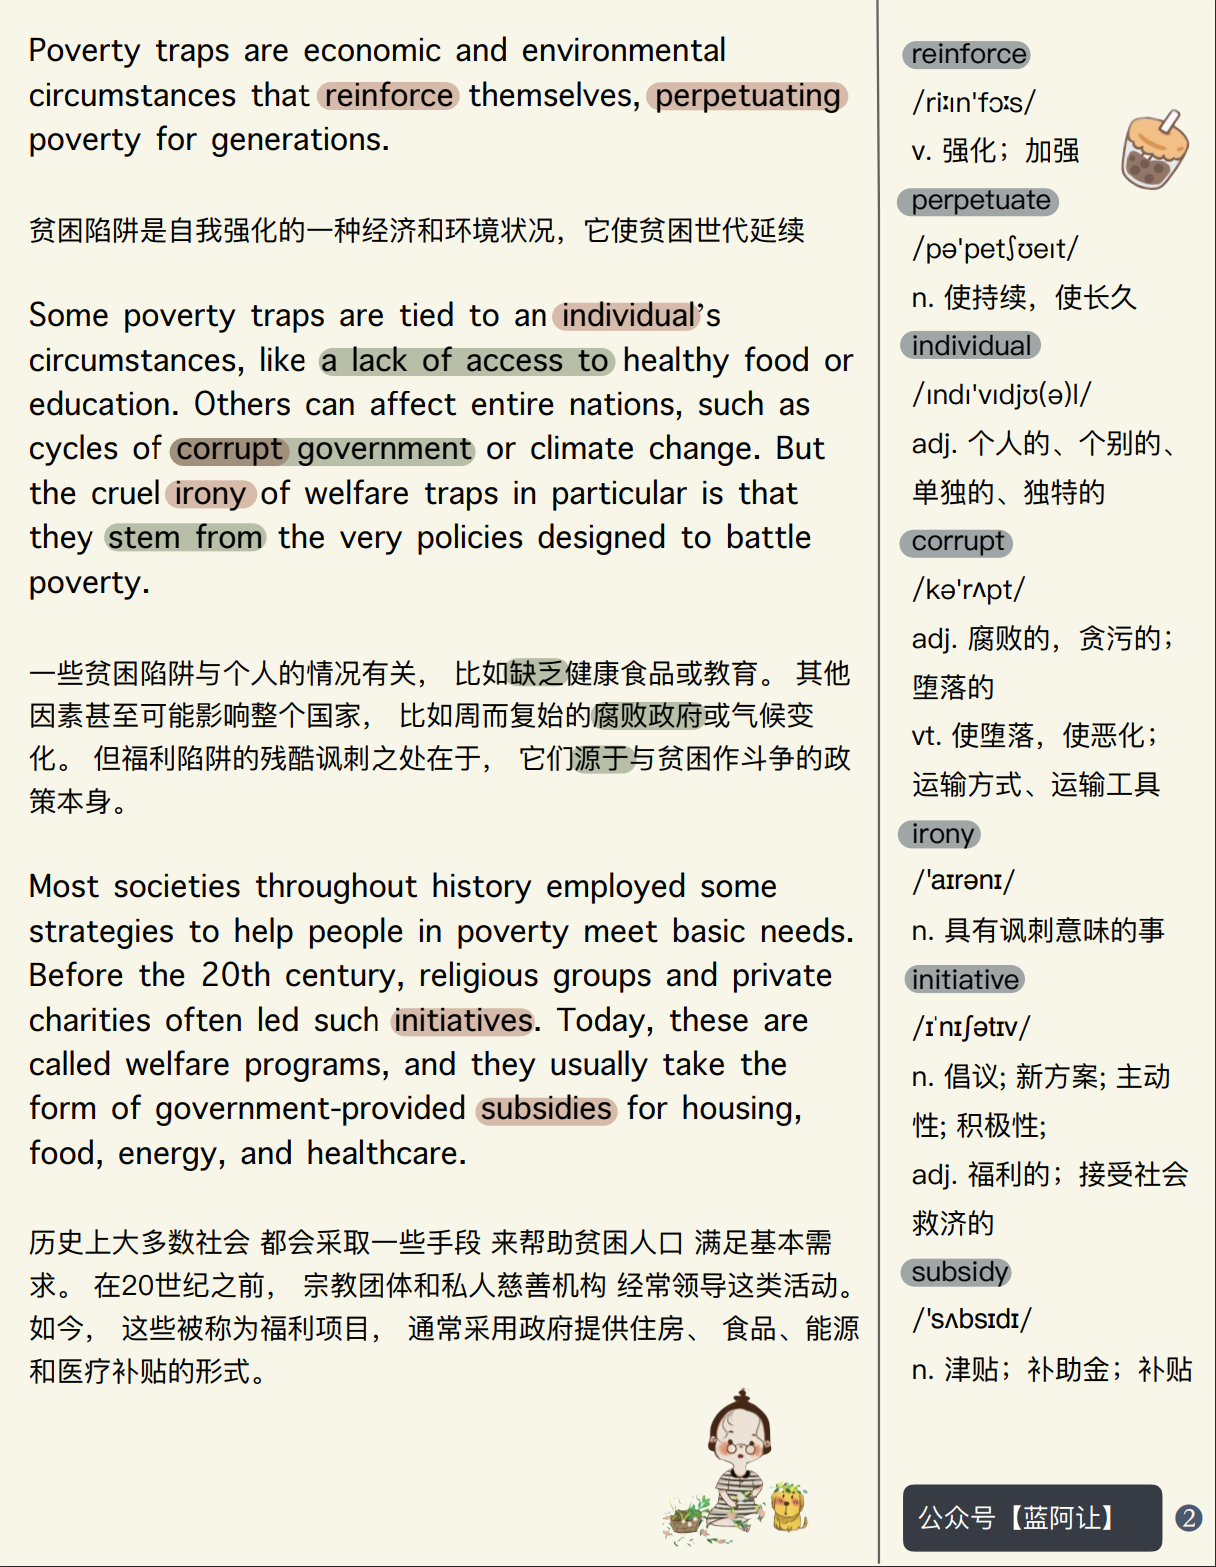 Poverty traps are economic and environmental
circumstances that reinforce themselves, perpetuating
poverty for generations.
贫困陷阱是自我强化的一种经济和环境状况，它使贫困世代延续
Some poverty traps are tied to an individual's
circumstances, like a lack of access to healthy food or
education. Others can affect entire nations, such as
cycles of corrupt government or climate change. But
the cruel irony of welfare traps in particular is that
they stem from the very policies designed to battle
poverty.
一些贫困陷阱与个人的情况有关， 比如缺乏健康食品或教育。 其他
因素甚至可能影响整个国家， 比如周而复始的腐败政府或气候变
化。 但福利陷阱的残酷讽刺之处在于， 它们源于与贫困作斗争的政
策本身。
Most societies throughout history employed some
strategies to help people in poverty meet basic needs.
Before the 20th century, religious groups and private
charities often led such initiatives. Today, these are
called welfare programs, and they usually take the
form of government-provided subsidies for housing,
food, energy, and healthcare.
历史上大多数社会 都会采取一些手段 来帮助贫困人口 满足基本需
求。 在20世纪之前， 宗教团体和私人慈善机构 经常领导这类活动。
如今， 这些被称为福利项目， 通常采用政府提供住房、 食品、能源
和医疗补贴的形式。
reinforce
/riːɪn'fɔːs/
v. 强化；加强
perpetuate
/pə'petʃʊeɪt/
n. 使持续，使长久
individual
/ɪndɪ'vɪdjʊ(ə)l/
adj. 个人的、个别的、
单独的、独特的
corrupt
/kə'rʌpt/
adj. 腐败的，贪污的；
堕落的
vt. 使堕落，使恶化；
运输方式、运输工具
irony
/'aɪrənɪ/
n. 具有讽刺意味的事
initiative
/ɪˈnɪʃətɪv/
n. 倡议; 新方案; 主动
性; 积极性;
adj. 福利的；接受社会
救济的
subsidy
/'sʌbsɪdɪ/
n. 津贴；补助金；补贴
公众号【蓝阿让】
2